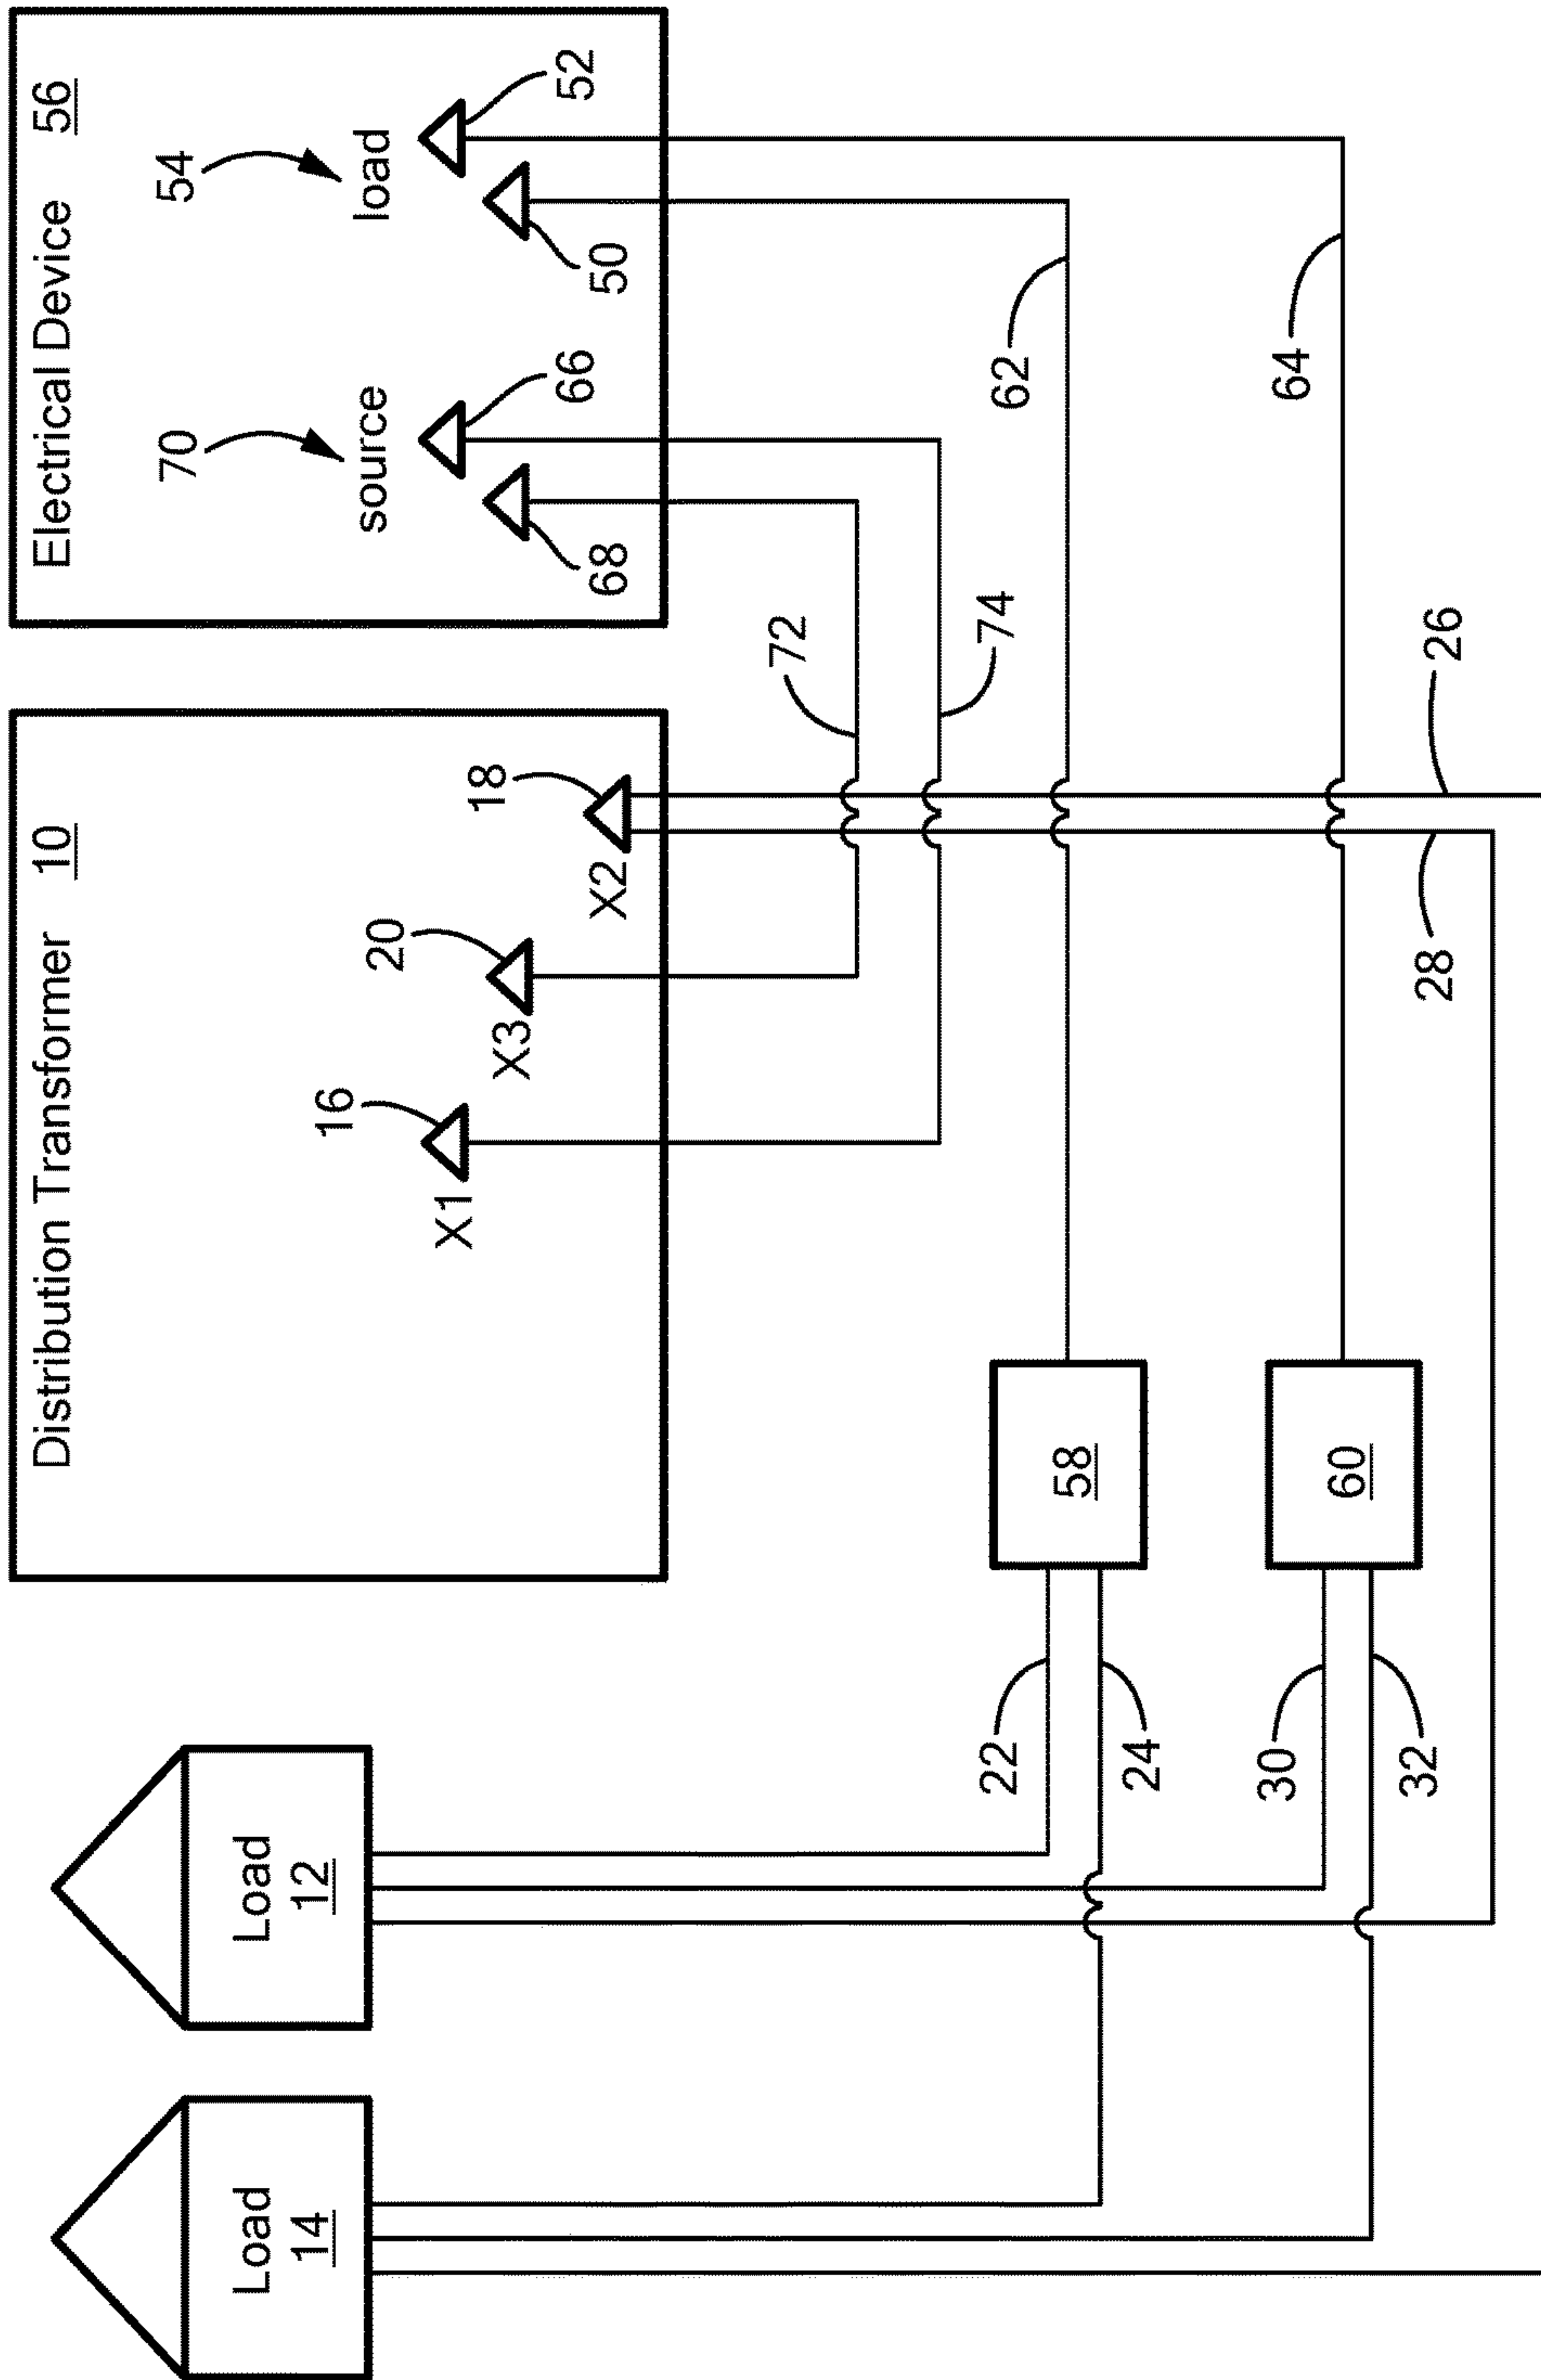 Electrical Device 56
54
load
52
50
70
source
66
68
Distribution Transformer 10
18
X2
20
X3
16
X1
72
74
62
64
26
28
58
60
22
24
30
32
Load
12
Load
14